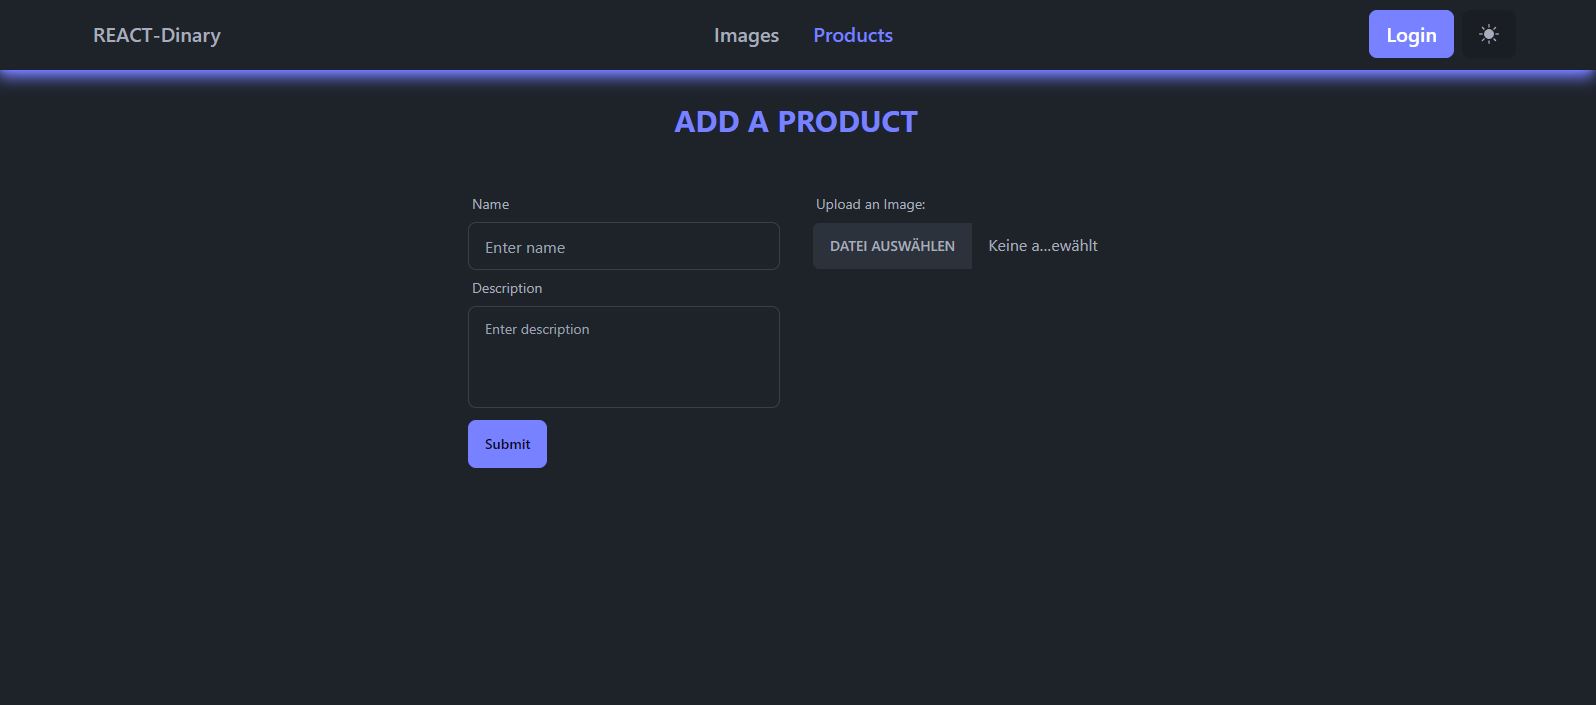 REACT-Dinary
Images
Products
Login
ADD A PRODUCT
Name
Enter name
Description
Enter description
Submit
Upload an Image:
DATEI AUSWÄHLEN
Keine a...ewählt